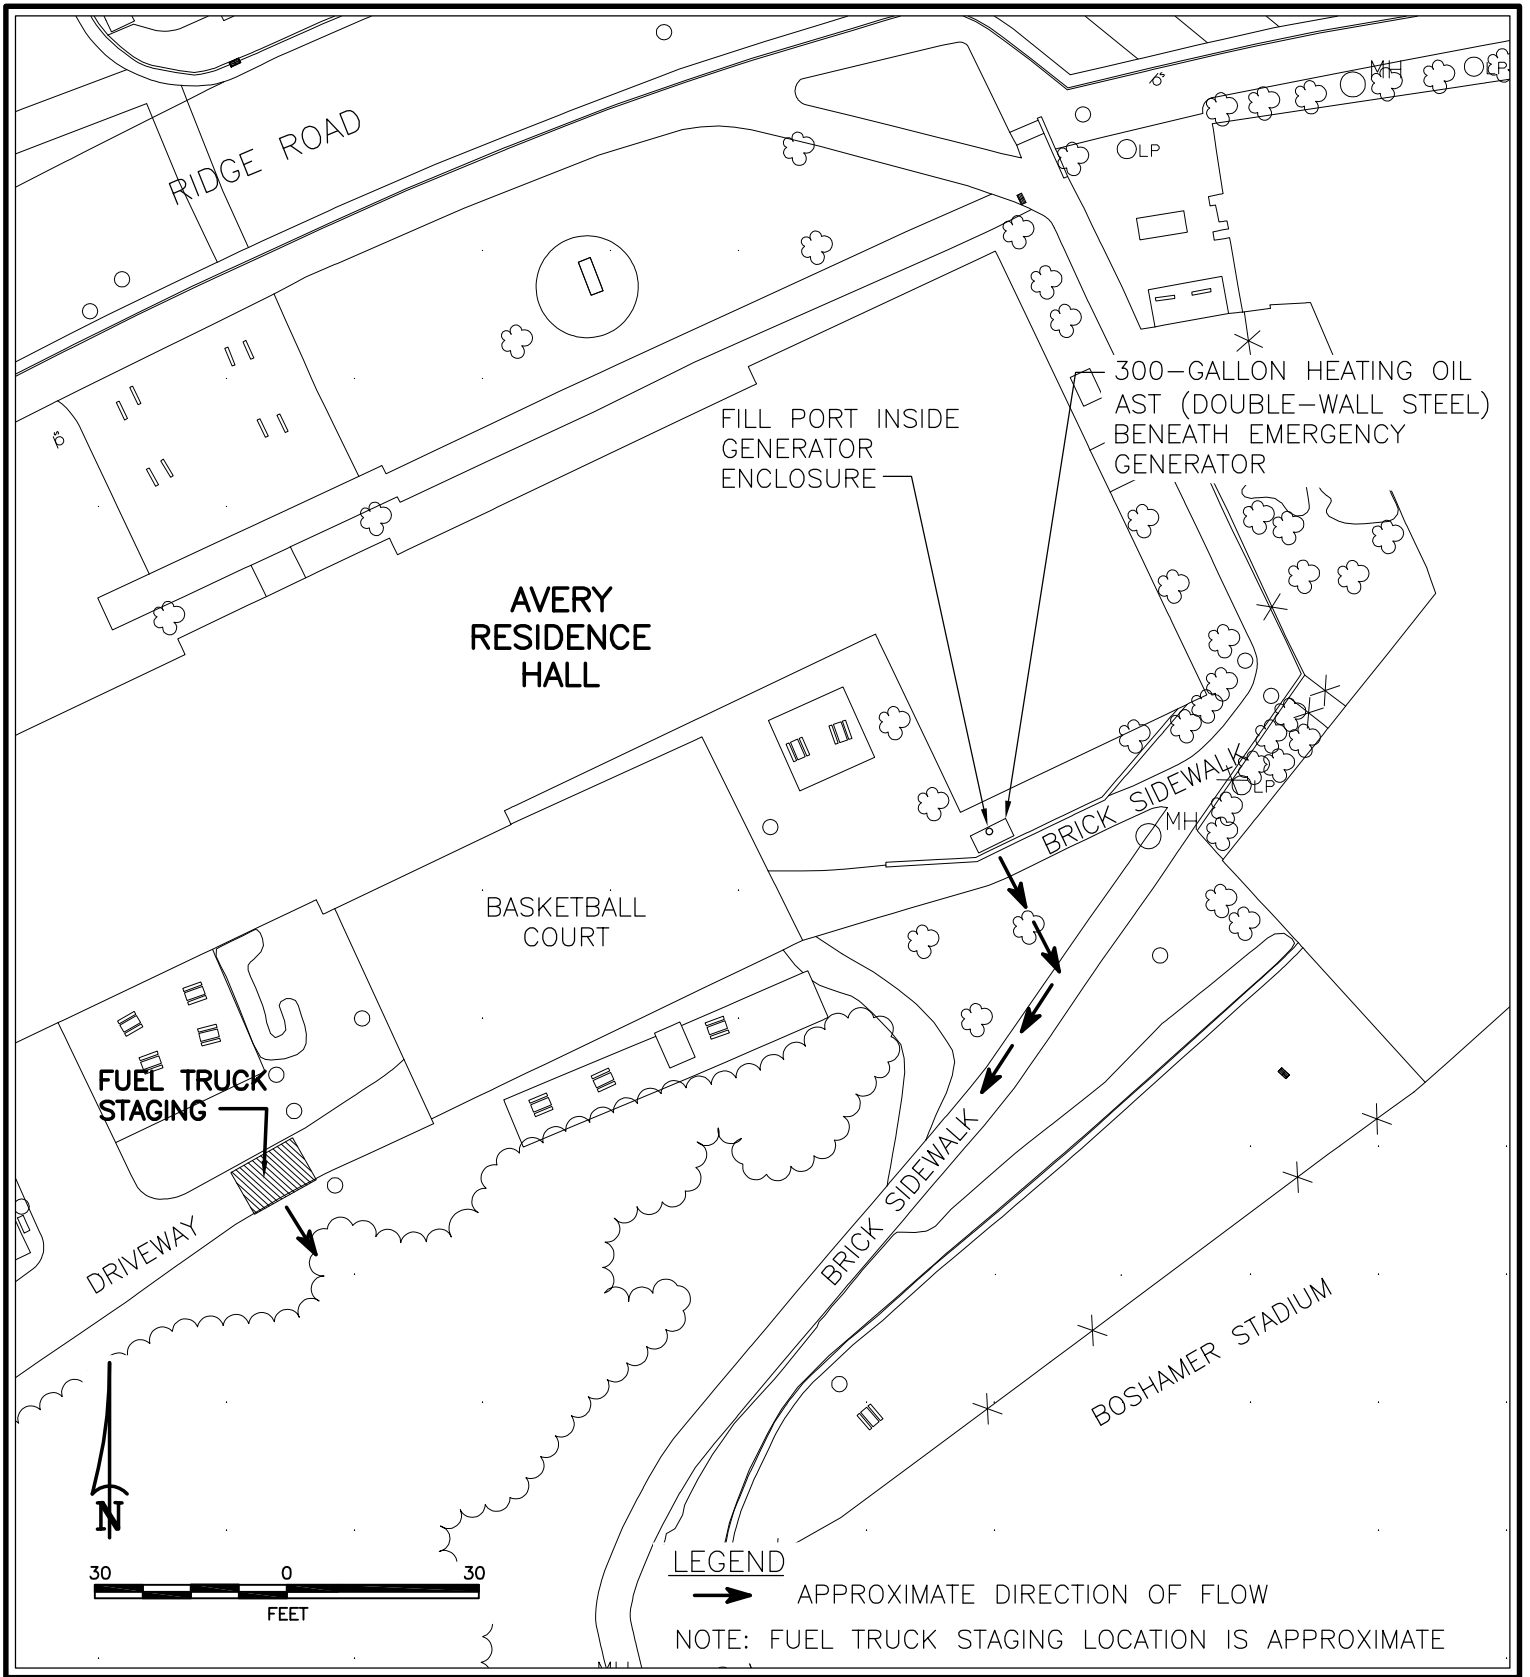 RIDGE ROAD
MH
LP
LP
300-GALLON HEATING OIL
AST (DOUBLE-WALL STEEL)
BENEATH EMERGENCY
GENERATOR
FILL PORT INSIDE
GENERATOR
ENCLOSURE
AVERY
RESIDENCE
HALL
BRICK SIDEWALK
LP
MH
BASKETBALL
COURT
FUEL TRUCK
STAGING
DRIVEWAY
BRICK SIDEWALK
BOSHAMER STADIUM
N
30 0 30
FEET
LEGEND
APPROXIMATE DIRECTION OF FLOW
NOTE: FUEL TRUCK STAGING LOCATION IS APPROXIMATE